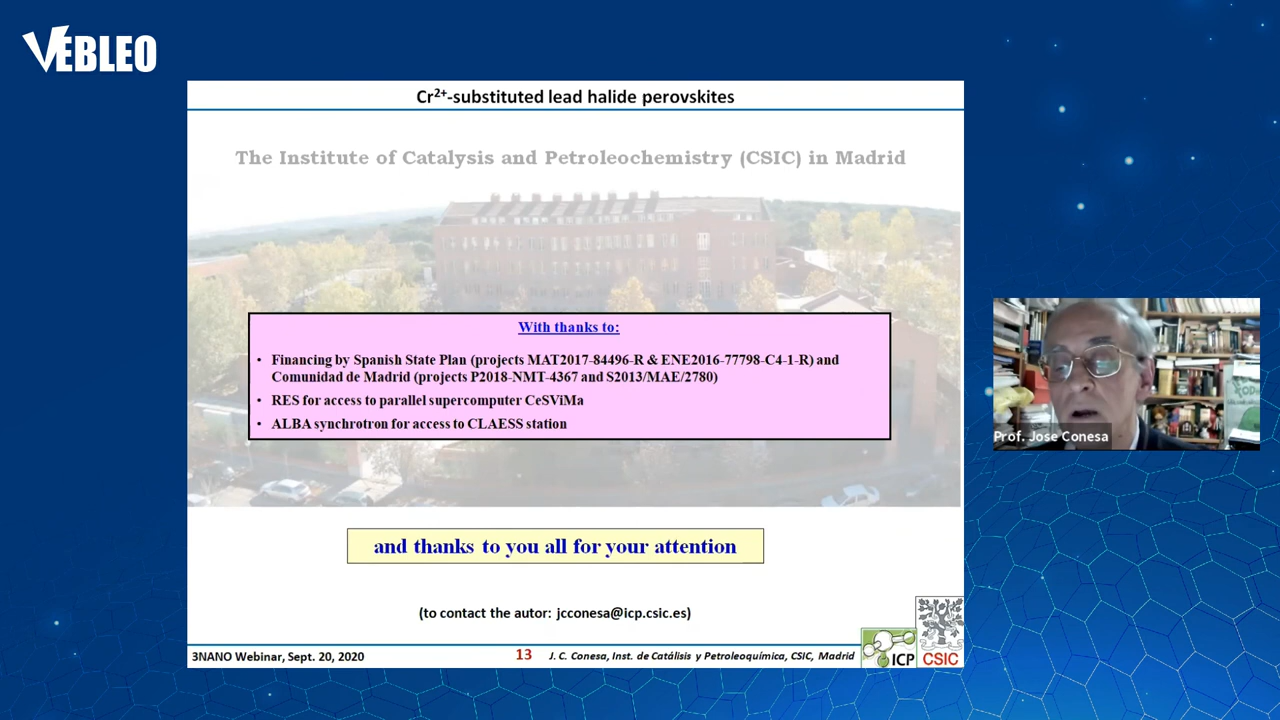 VEBLEO
Cr²⁺-substituted lead halide perovskites
The Institute of Catalysis and Petroleochemistry (CSIC) in Madrid
With thanks to:
• Financing by Spanish State Plan (projects MAT2017-84496-R & ENE2016-77798-C4-1-R) and
Comunidad de Madrid (projects P2018-NMT-4367 and S2013/MAE/2780)
• RES for access to parallel supercomputer CeSViMa
• ALBA synchrotron for access to CLAESS station
and thanks to you all for your attention
(to contact the autor: jcconesa@icp.csic.es)
3NANO Webinar, Sept. 20, 2020
13
J. C. Conesa, Inst. de Catálisis y Petroleoquímica, CSIC, Madrid
ICP
CSIC
Prof. Jose Conesa